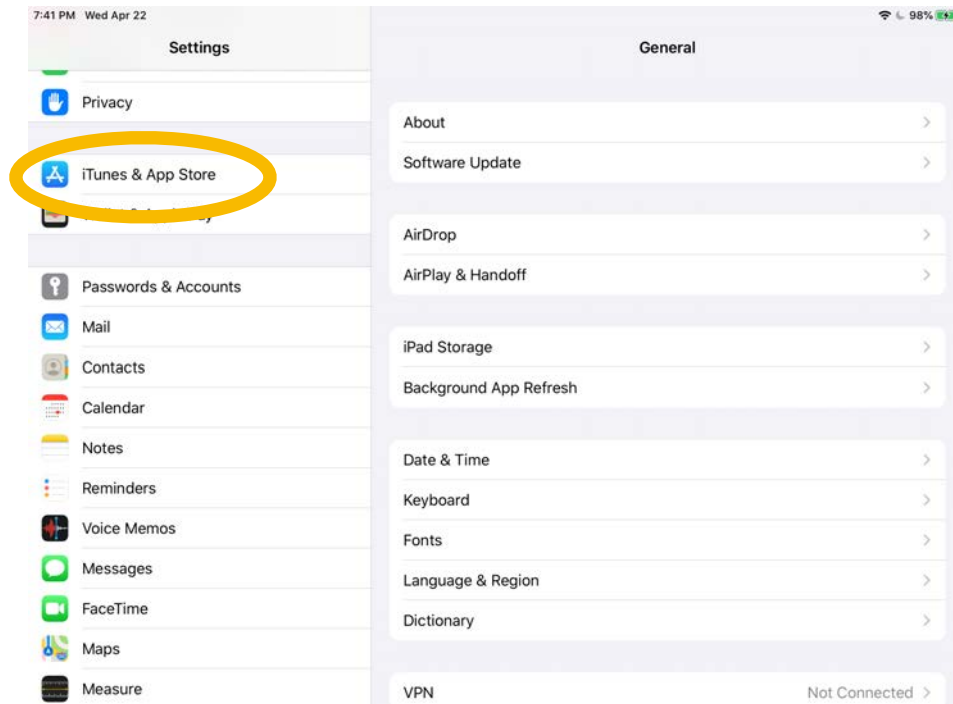 7:41 PM Wed Apr 22
98%
Settings
Privacy
iTunes & App Store
Passwords & Accounts
Mail
Contacts
Calendar
Notes
Reminders
Voice Memos
Messages
FaceTime
Maps
Measure
General
About
Software Update
AirDrop
AirPlay & Handoff
iPad Storage
Background App Refresh
Date & Time
Keyboard
Fonts
Language & Region
Dictionary
VPN Not Connected